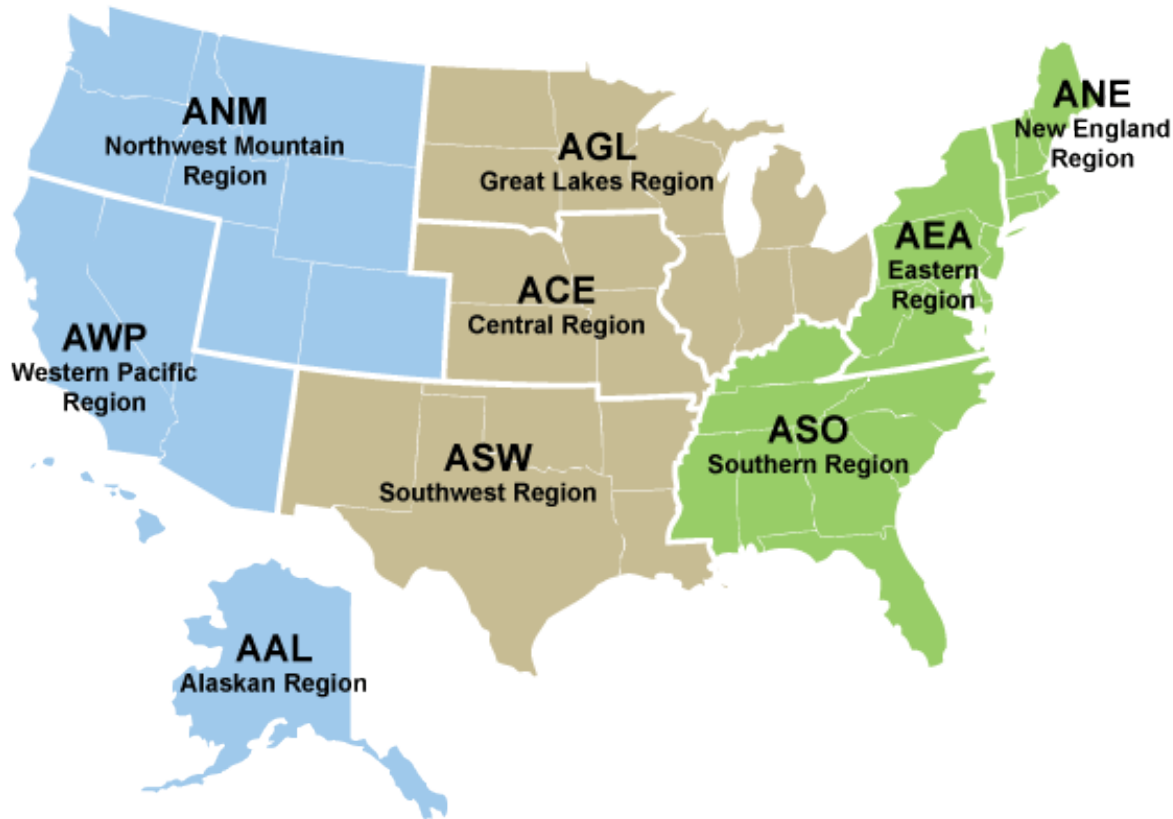 ANM
Northwest Mountain
Region
AGL
Great Lakes Region
ANE
New England
Region
AEA
Eastern
Region
ACE
Central Region
AWP
Western Pacific
Region
ASW
Southwest Region
ASO
Southern Region
AAL
Alaskan Region